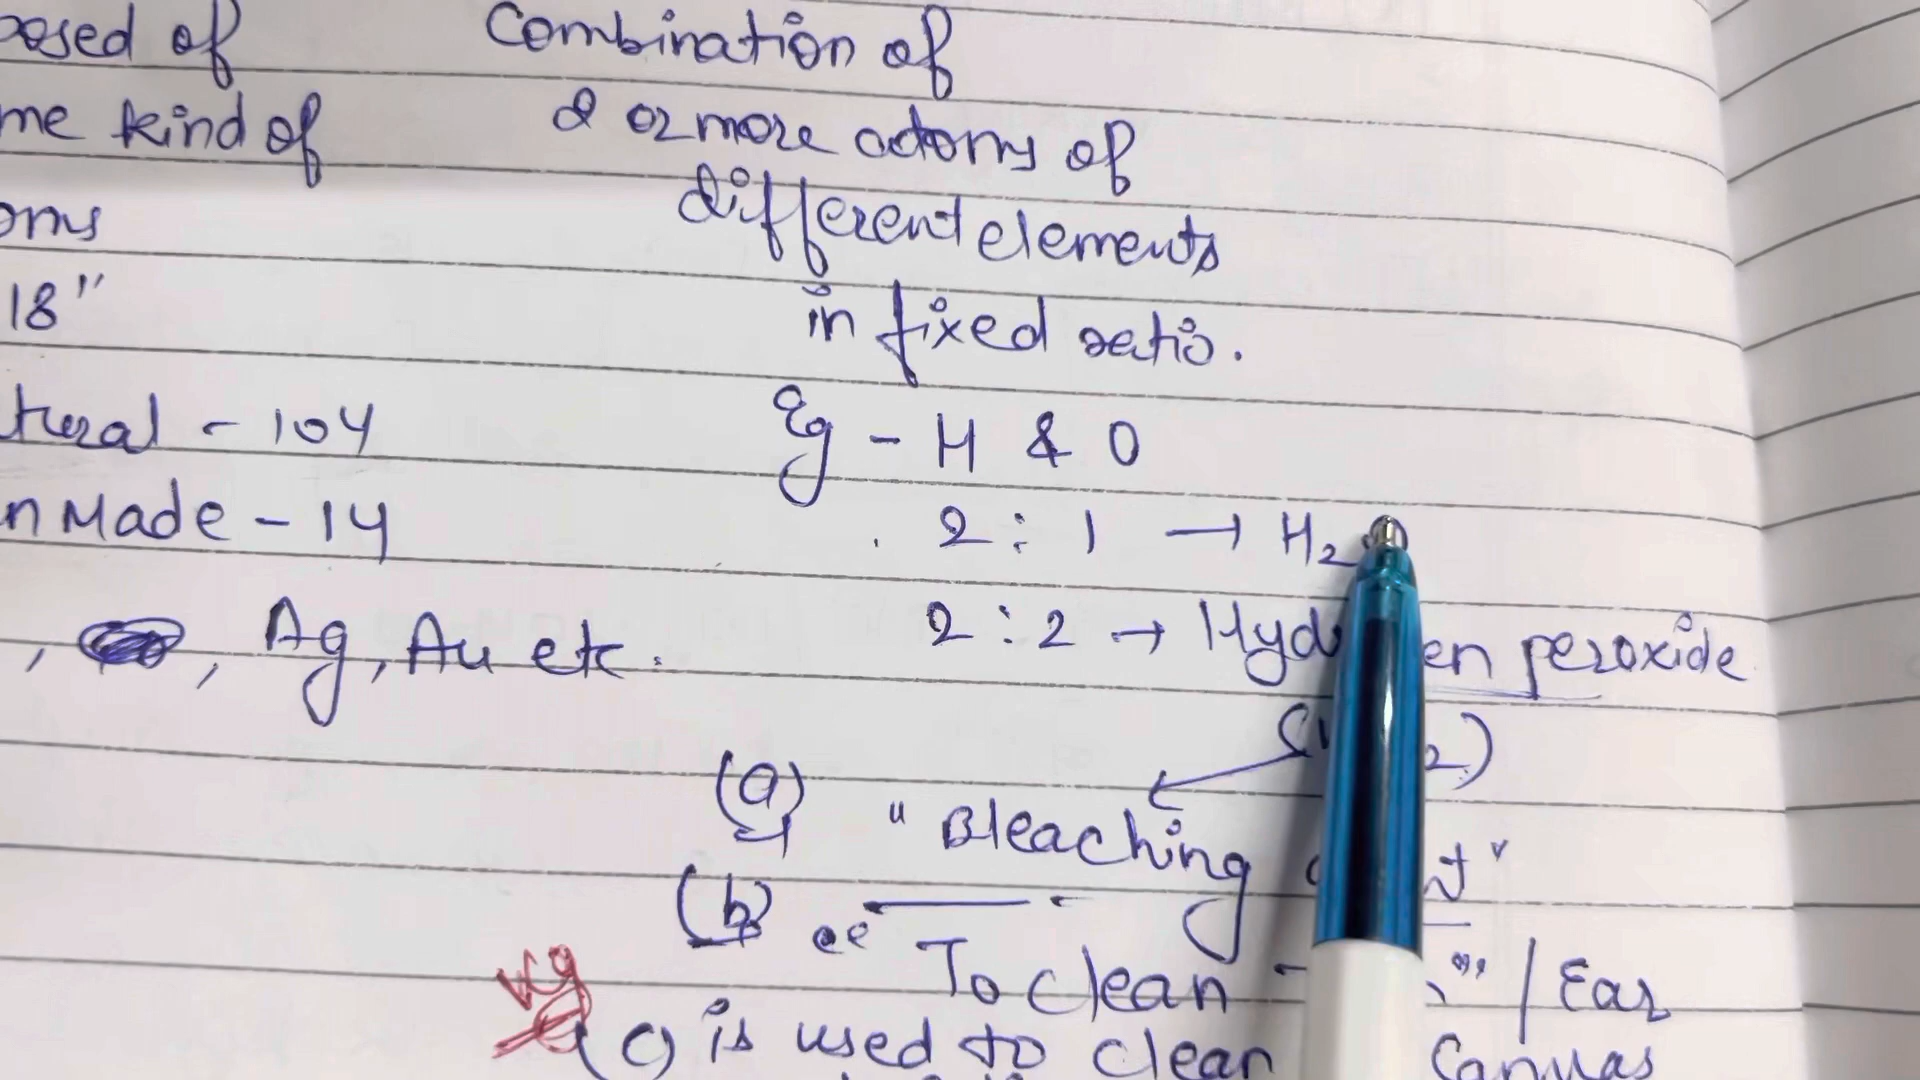 posed of Combination of
me kind of 2 or more atoms of
oms different elements
18" in fixed ratio.
tural - 104 Eg - H & O
n Made - 14 2 : 1 → H2
, Ag, Au etc. 2 : 2 → Hyd en peroxide
2)
(a) "Bleaching
(b) To clean / Ear
(c) is used to clean Canvas